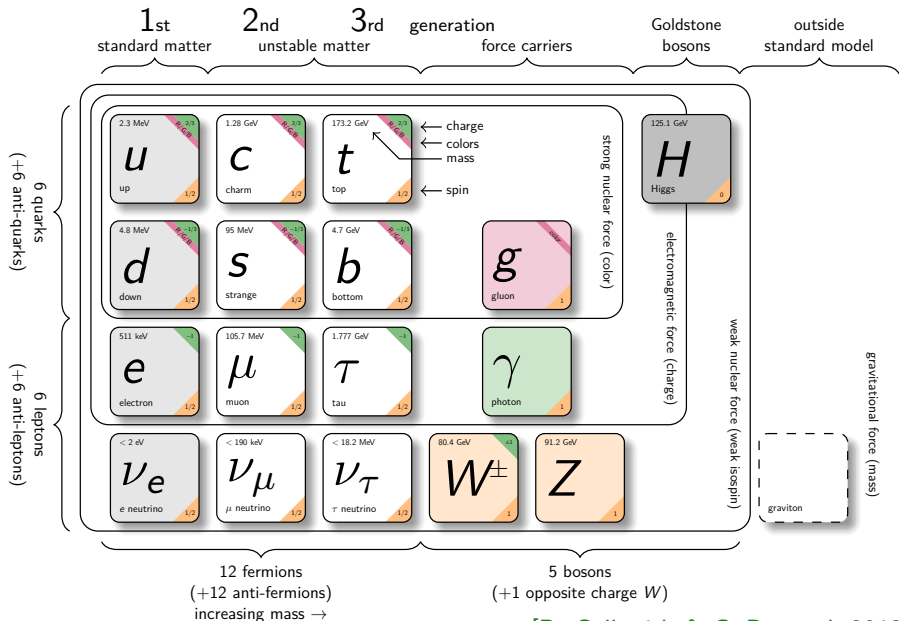 1st 2nd 3rd generation
standard matter unstable matter force carriers Goldstone bosons outside standard model
6 quarks
(+6 anti-quarks)
6 leptons
(+6 anti-leptons)
2.3 MeV 2/3 R/G/B u up 1/2
1.28 GeV 2/3 R/G/B c charm 1/2
173.2 GeV 2/3 R/G/B t top 1/2
charge
colors
mass
spin
125.1 GeV H Higgs 0
4.8 MeV −1/3 R/G/B d down 1/2
95 MeV −1/3 R/G/B s strange 1/2
4.7 GeV −1/3 R/G/B b bottom 1/2
color g gluon 1
511 keV −1 e electron 1/2
105.7 MeV −1 μ muon 1/2
1.777 GeV −1 τ tau 1/2
γ photon 1
< 2 eV νe e neutrino 1/2
< 190 keV νμ μ neutrino 1/2
< 18.2 MeV ντ τ neutrino 1/2
80.4 GeV ±1 W± 1
91.2 GeV Z 1
graviton
strong nuclear force (color)
electromagnetic force (charge)
weak nuclear force (weak isospin)
gravitational force (mass)
12 fermions
(+12 anti-fermions)
increasing mass →
5 bosons
(+1 opposite charge W)